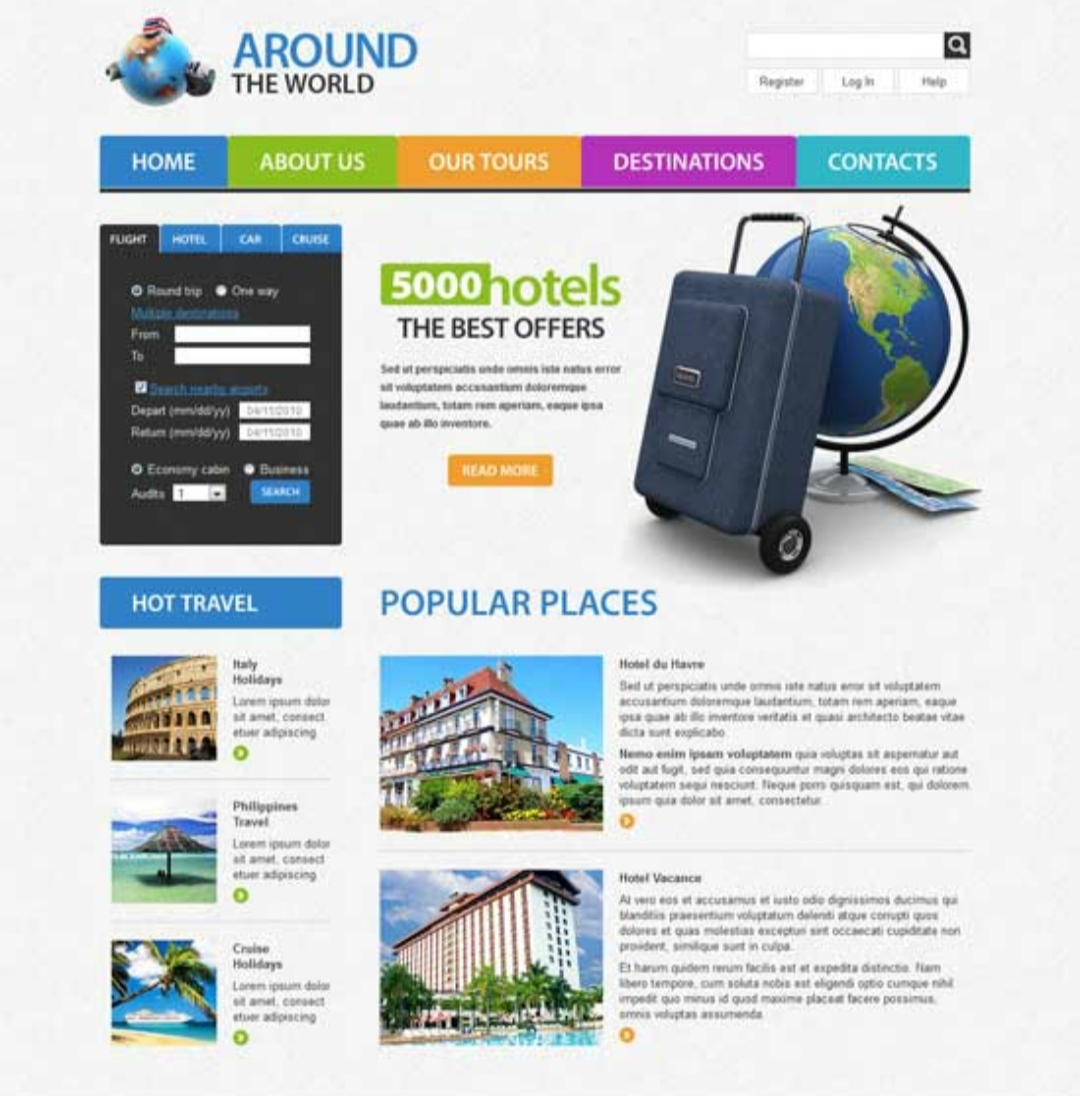 AROUND
THE WORLD
Register
Log In
Help
HOME
ABOUT US
OUR TOURS
DESTINATIONS
CONTACTS
FLIGHT
HOTEL
CAR
CRUISE
Round trip
One way
Multiple destinations
From
To
Search nearby airports
Depart (mm/dd/yy) 04/11/2010
Return (mm/dd/yy) 04/11/2010
Economy cabin
Business
Audits 1
SEARCH
5000hotels
THE BEST OFFERS
Sed ut perspiciatis unde omnis iste natus error
sit voluptatem accusantium doloremque
laudantium, totam rem aperiam, eaque ipsa
quae ab illo inventore.
READ MORE
HOT TRAVEL
Italy
Holidays
Lorem ipsum dolor
sit amet, consect
etuer adipiscing
Philippines
Travel
Lorem ipsum dolor
sit amet, consect
etuer adipiscing
Cruise
Holidays
Lorem ipsum dolor
sit amet, consect
etuer adipiscing
POPULAR PLACES
Hotel du Havre
Sed ut perspiciatis unde omnis iste natus error sit voluptatem
accusantium doloremque laudantium, totam rem aperiam, eaque
ipsa quae ab illo inventore veritatis et quasi architecto beatae vitae
dicta sunt explicabo.
Nemo enim ipsam voluptatem quia voluptas sit aspernatur aut
odit aut fugit, sed quia consequuntur magni dolores eos qui ratione
voluptatem sequi nesciunt. Neque porro quisquam est, qui dolorem
ipsum quia dolor sit amet, consectetur.
Hotel Vacance
At vero eos et accusamus et iusto odio dignissimos ducimus qui
blanditiis praesentium voluptatum deleniti atque corrupti quos
dolores et quas molestias excepturi sint occaecati cupiditate non
provident, similique sunt in culpa.
Et harum quidem rerum facilis est et expedita distinctio. Nam
libero tempore, cum soluta nobis est eligendi optio cumque nihil
impedit quo minus id quod maxime placeat facere possimus,
omnis voluptas assumenda.